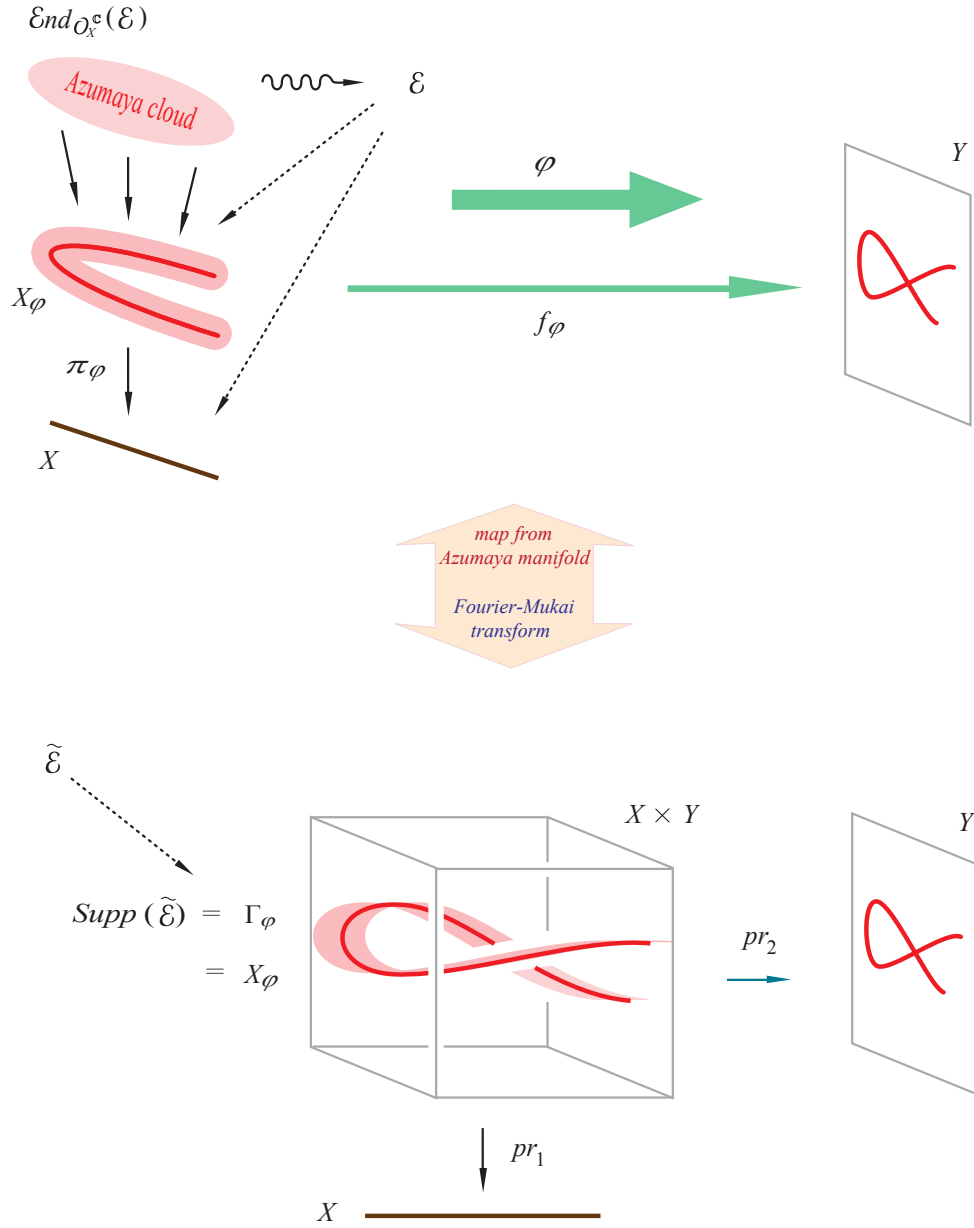 ℰnd_{𝒪_X^ℂ}(ℰ)
Azumaya cloud
ℰ
φ
Y
X_φ
f_φ
π_φ
X
map from
Azumaya manifold
Fourier-Mukai
transform
ℰ̃
X × Y
Y
Supp (ℰ̃) = Γ_φ
= X_φ
pr_2
pr_1
X